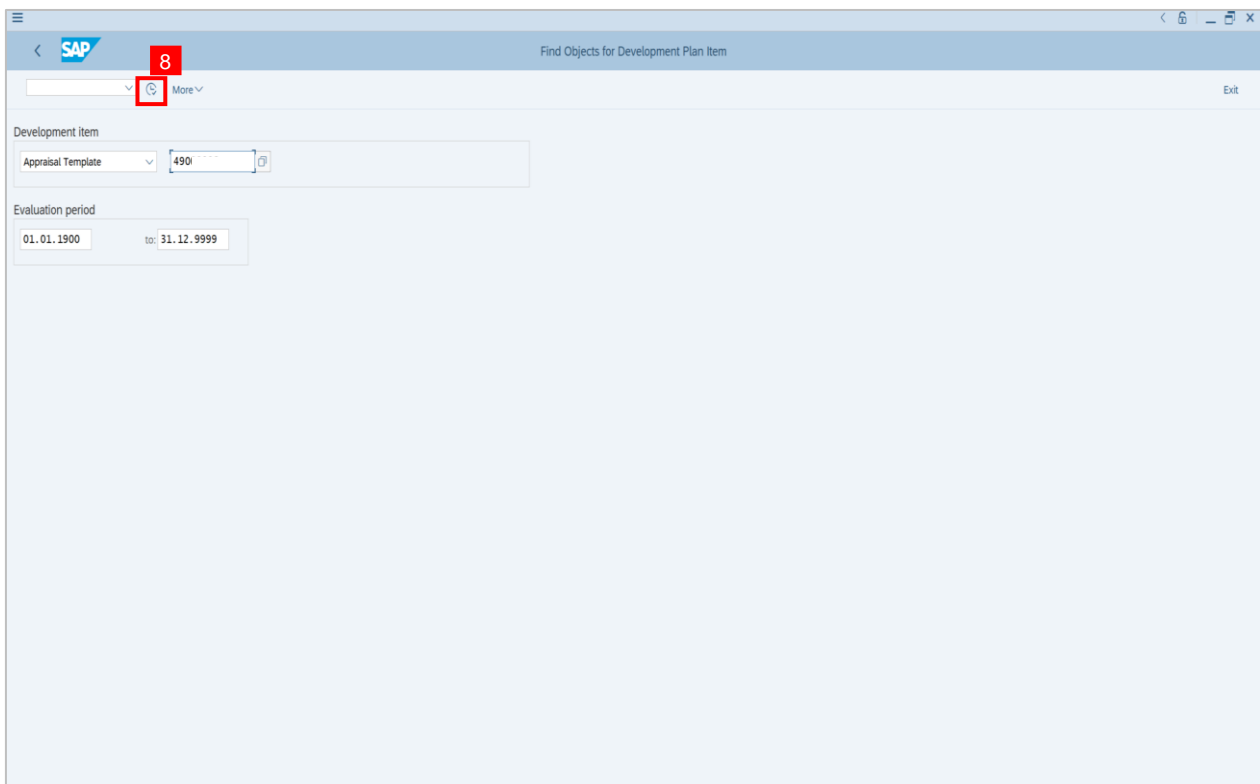 SAP
Find Objects for Development Plan Item
8
More
Exit
Development item
Appraisal Template
Evaluation period
01.01.1900 to: 31.12.9999